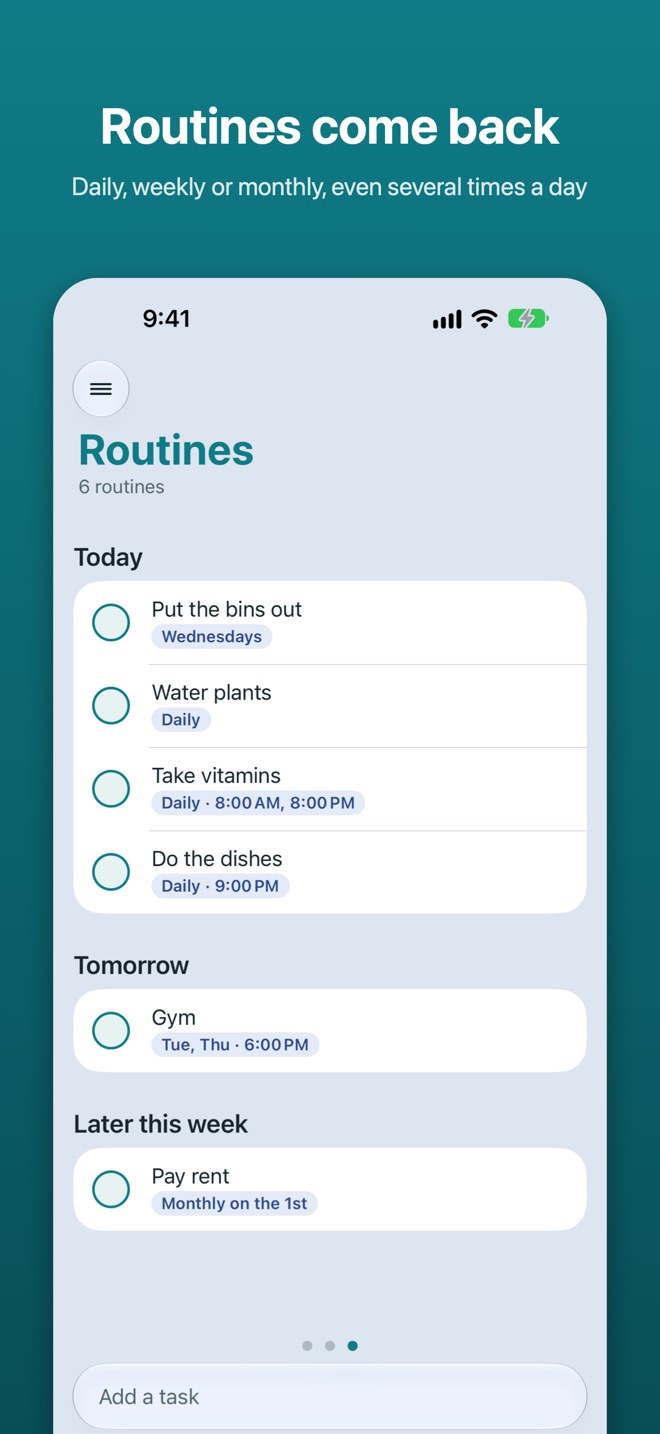 Routines come back
Daily, weekly or monthly, even several times a day
9:41
Routines
6 routines
Today
Put the bins out
Wednesdays
Water plants
Daily
Take vitamins
Daily · 8:00 AM, 8:00 PM
Do the dishes
Daily · 9:00 PM
Tomorrow
Gym
Tue, Thu · 6:00 PM
Later this week
Pay rent
Monthly on the 1st
Add a task